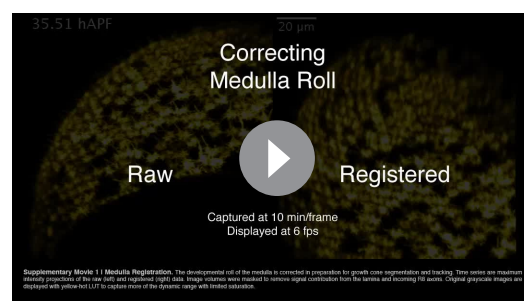 35.51 hAPF
20 µm
Correcting
Medulla Roll
Raw
Registered
Captured at 10 min/frame
Displayed at 6 fps
Supplementary Movie 1 I Medulla Registration. The developmental roll of the medulla is corrected in preparation for growth cone segmentation and tracking. Time series are maximum
intensity projections of the raw (left) and registered (right) data. Image volumes were masked to remove signal contribution from the lamina and incoming R8 axons. Original grayscale images are
displayed with yellow-hot LUT to capture more of the dynamic range with limited saturation.